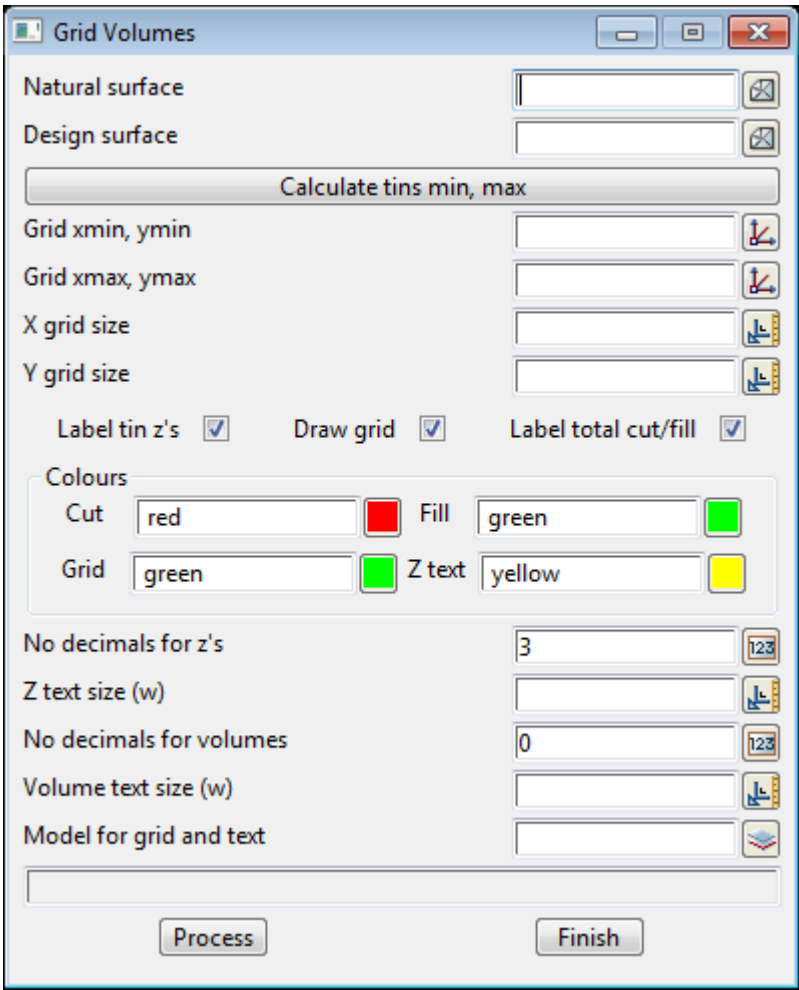 Grid Volumes
Natural surface
Design surface
Calculate tins min, max
Grid xmin, ymin
Grid xmax, ymax
X grid size
Y grid size
Label tin z's Draw grid Label total cut/fill
Colours
Cut red Fill green
Grid green Z text yellow
No decimals for z's 3 123
Z text size (w)
No decimals for volumes 0 123
Volume text size (w)
Model for grid and text
Process Finish